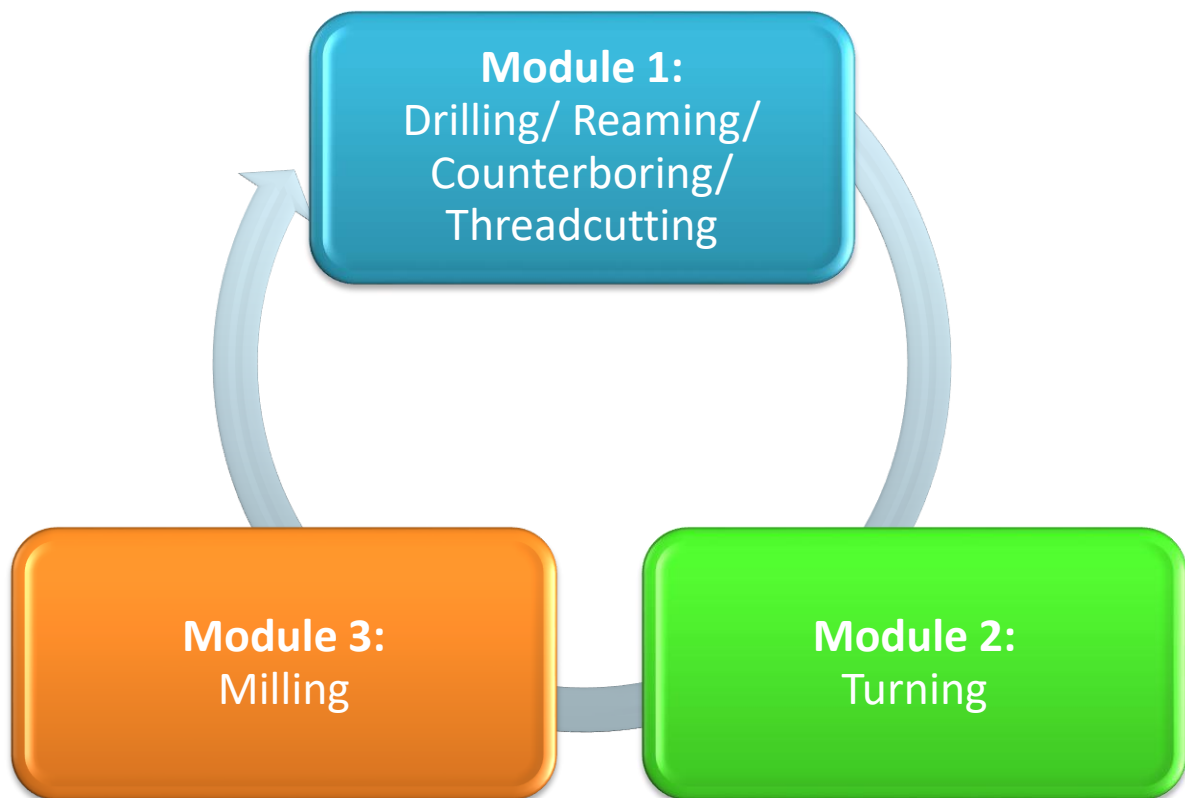 Module 1:
Drilling/ Reaming/
Counterboring/
Threadcutting
Module 3:
Milling
Module 2:
Turning